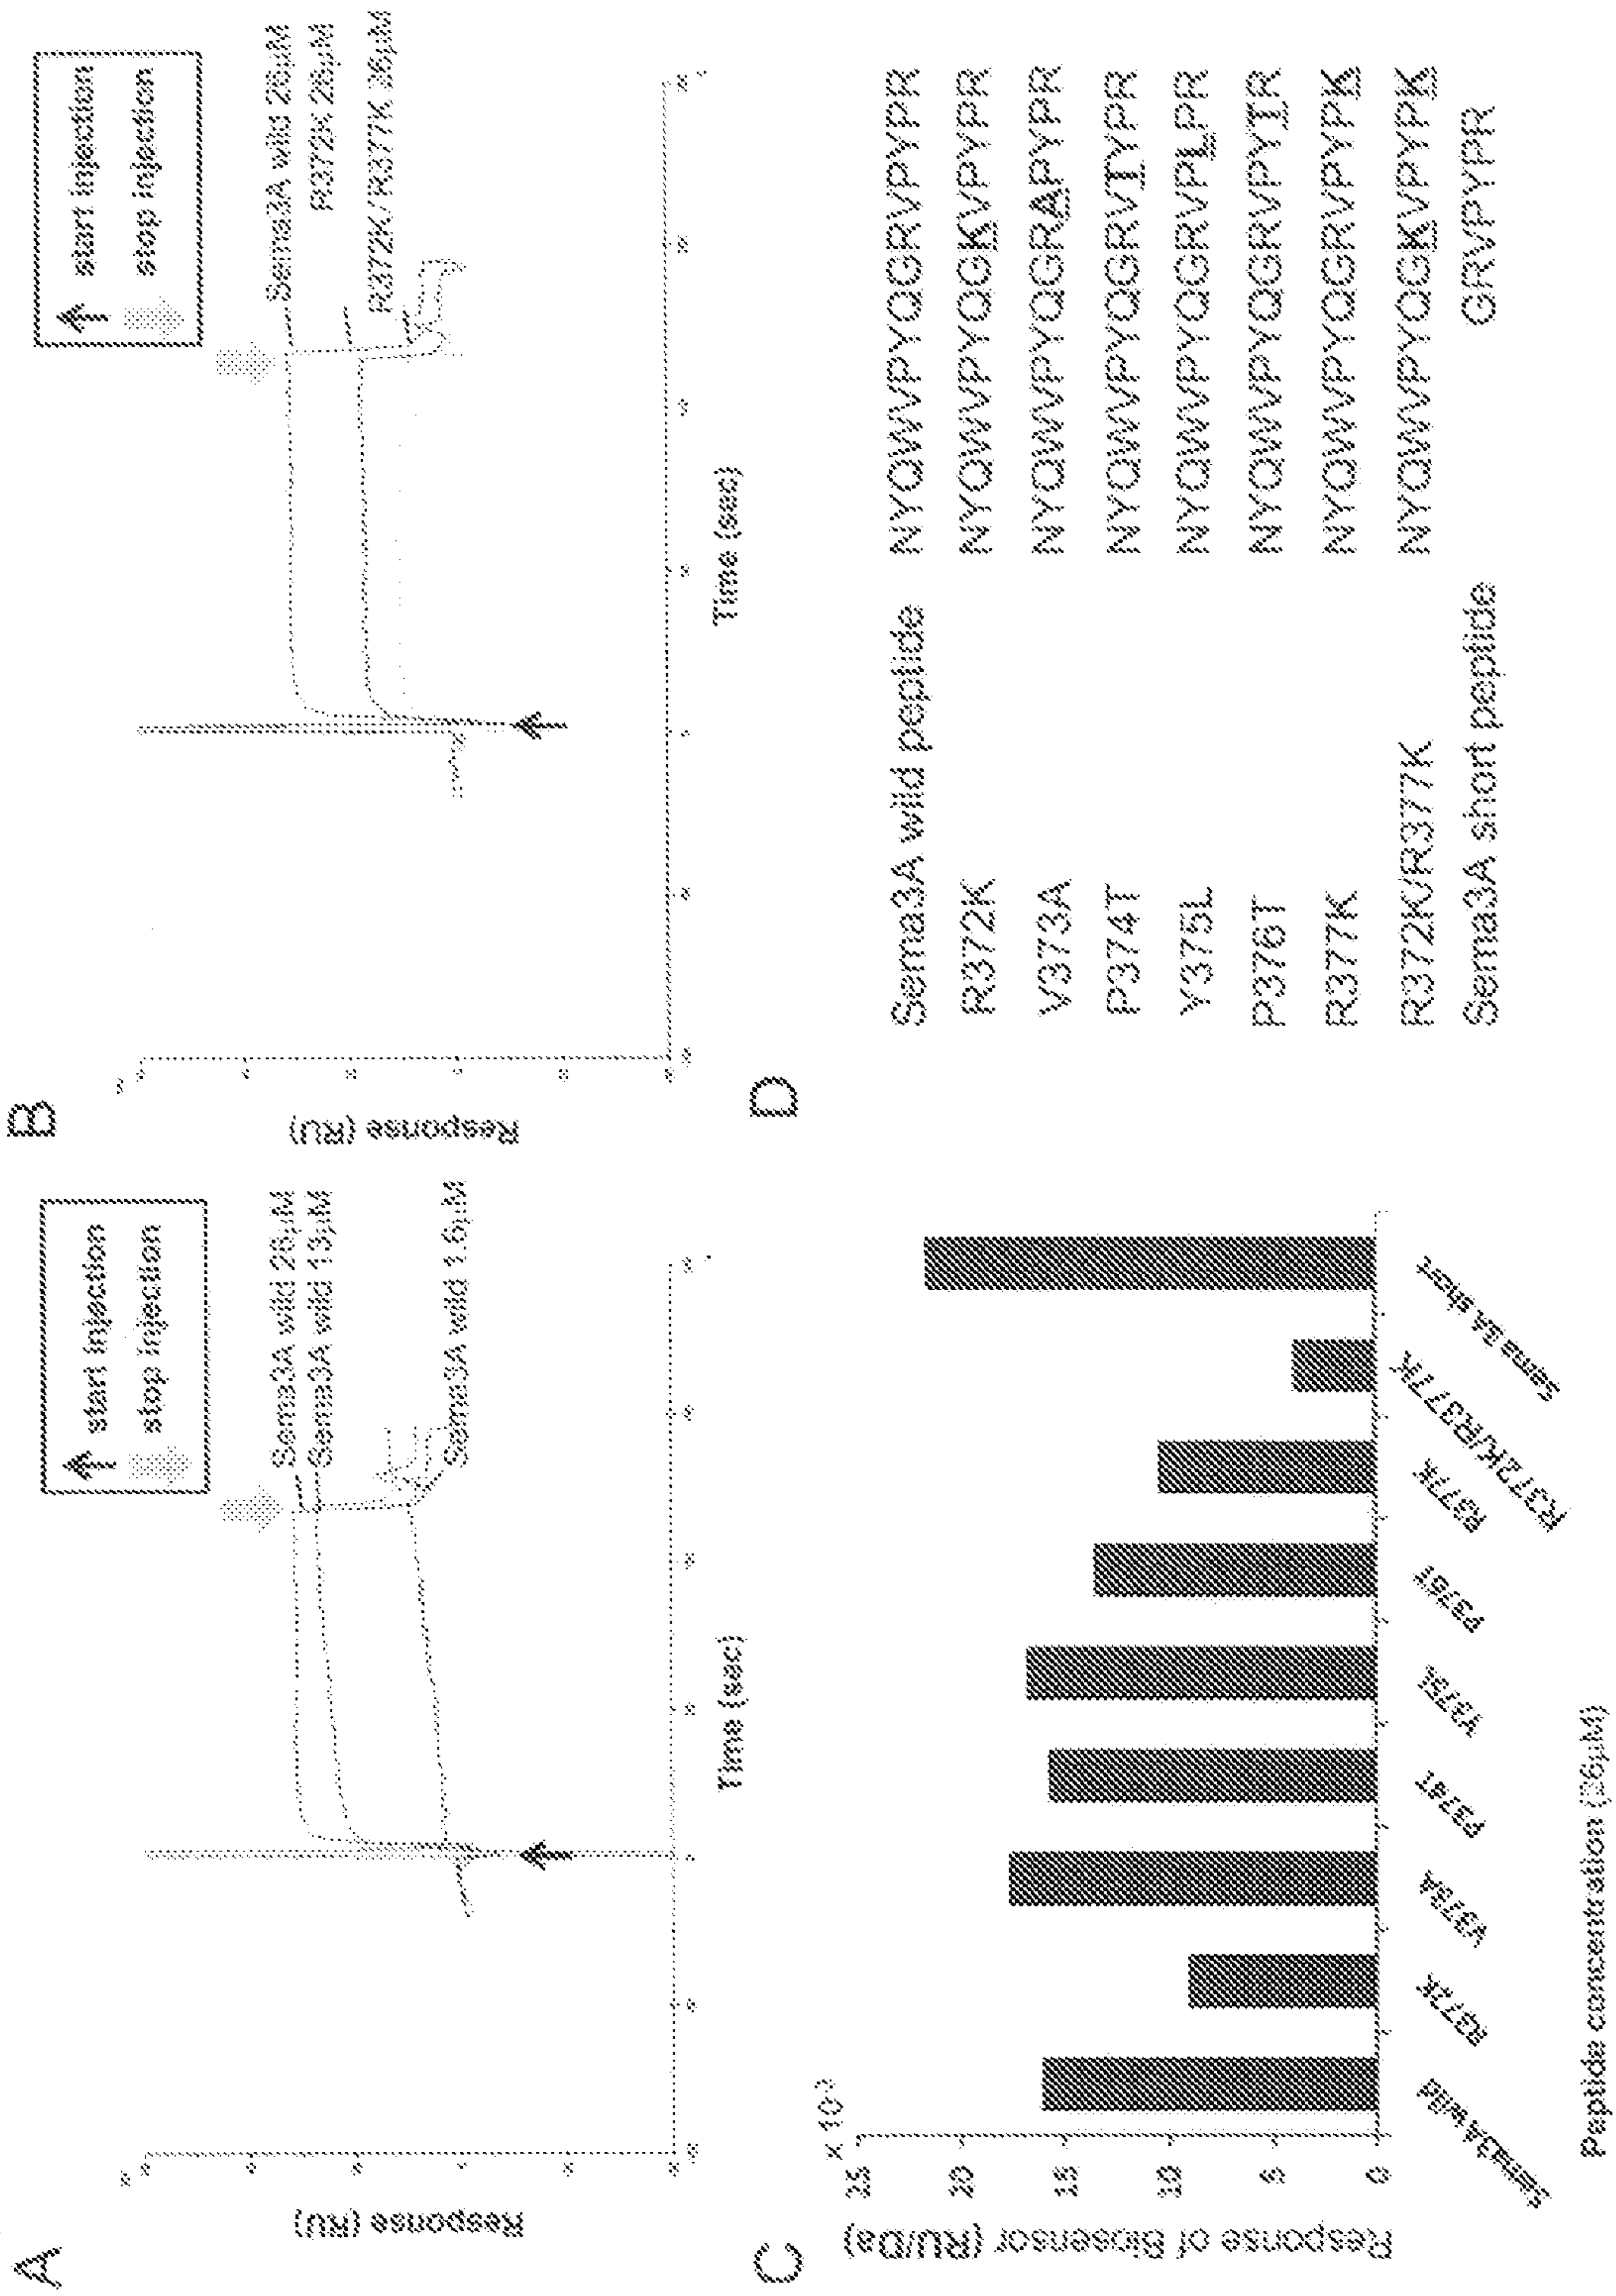 A
Response (RU)
Time (sec)
start injection
stop injection
Sema3A wild 26μM
Sema3A wild 13μM
Sema3A wild 1.6μM
B
Response (RU)
Time (sec)
start injection
stop injection
Sema3A wild 26μM
R372K 26μM
R372K/R377K 26μM
C
Response of Biosensor (RU/Da)
x 10⁻³
25
20
15
10
5
0
Sema3A wild
R372K
V373A
P374T
Y375L
P376T
R377K
R372K/R377K
Sema3A short
Peptide concentration (26μM)
D
Sema3A wild peptide NYQWVPYQGRVPYPR
R372K NYQWVPYQGKVPYPR
V373A NYQWVPYQGRAPYPR
P374T NYQWVPYQGRVTYPR
Y375L NYQWVPYQGRVPLPR
P376T NYQWVPYQGRVPYTR
R377K NYQWVPYQGRVPYPK
R372K/R377K NYQWVPYQGKVPYPK
Sema3A short peptide GRVPYPR